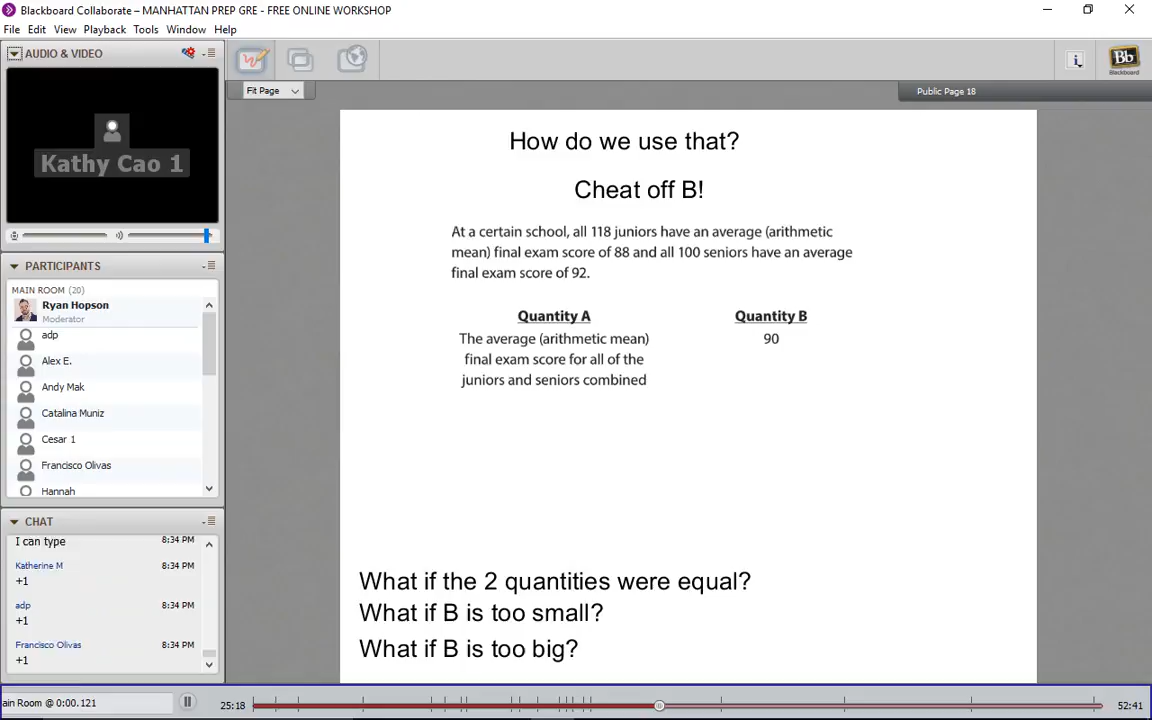 Blackboard Collaborate – MANHATTAN PREP GRE - FREE ONLINE WORKSHOP
File Edit View Playback Tools Window Help
AUDIO & VIDEO
Kathy Cao 1
PARTICIPANTS
MAIN ROOM (20)
Ryan Hopson
Moderator
adp
Alex E.
Andy Mak
Catalina Muniz
Cesar 1
Francisco Olivas
Hannah
CHAT
I can type 8:34 PM
Katherine M 8:34 PM
+1
adp 8:34 PM
+1
Francisco Olivas 8:34 PM
+1
Fit Page
i
Bb
Blackboard
Public Page 18
How do we use that?
Cheat off B!
At a certain school, all 118 juniors have an average (arithmetic
mean) final exam score of 88 and all 100 seniors have an average
final exam score of 92.
Quantity A Quantity B
The average (arithmetic mean) 90
final exam score for all of the
juniors and seniors combined
What if the 2 quantities were equal?
What if B is too small?
What if B is too big?
ain Room @ 0:00.121
25:18 52:41